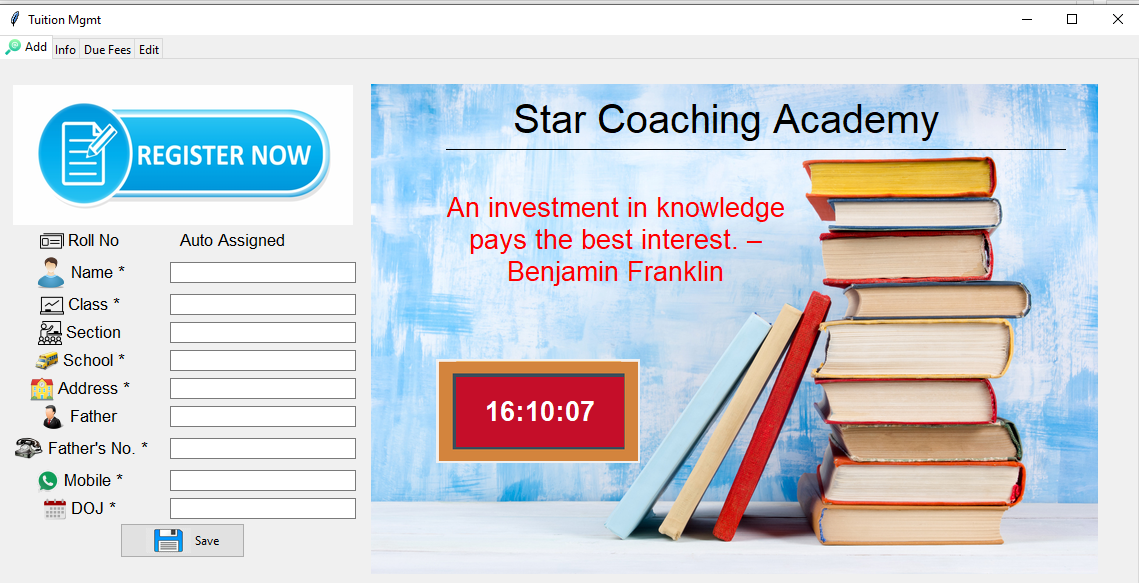 Tuition Mgmt
Add Info Due Fees Edit
REGISTER NOW
Star Coaching Academy
An investment in knowledge
pays the best interest. –
Benjamin Franklin
16:10:07
Roll No Auto Assigned
Name *
Class *
Section
School *
Address *
Father
Father's No. *
Mobile *
DOJ *
Save